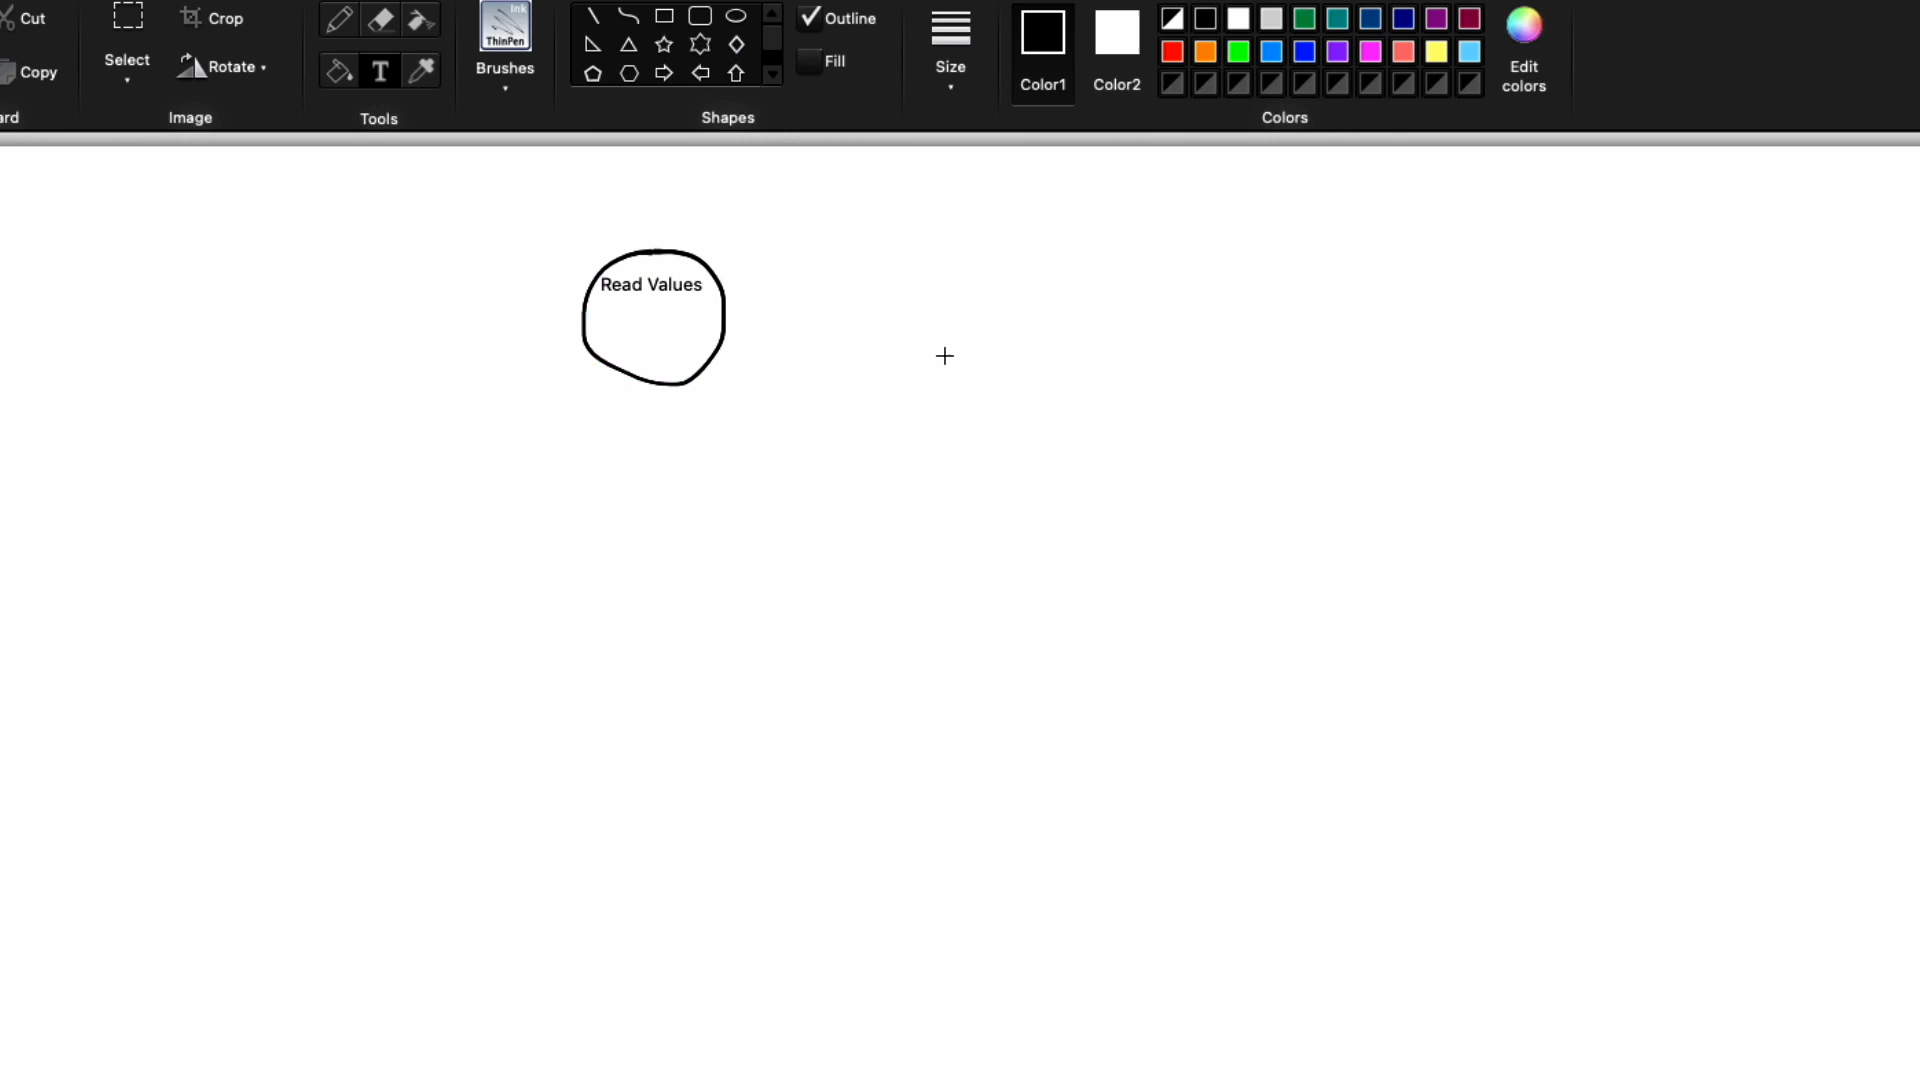 Cut
Crop
Select
Copy
Rotate
Ink
ThinPen
Brushes
Outline
Fill
Size
Color1
Color2
Edit
colors
ard
Image
Tools
Shapes
Colors
T
Read Values